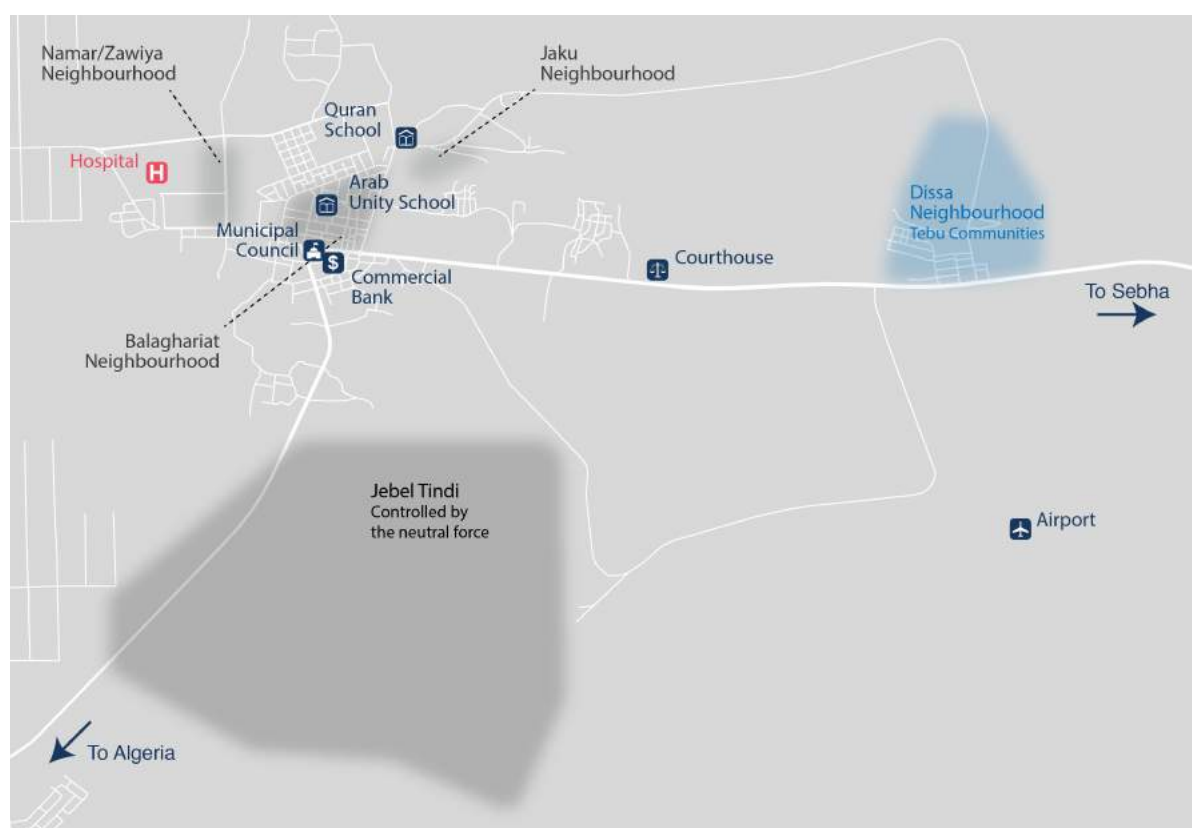 Namar/Zawiya
Neighbourhood
Jaku
Neighbourhood
Quran
School
Hospital
H
Arab
Unity School
Dissa
Neighbourhood
Tebu Communities
Municipal
Council
$
Commercial
Bank
Courthouse
To Sebha
Balaghariat
Neighbourhood
Jebel Tindi
Controlled by
the neutral force
Airport
To Algeria